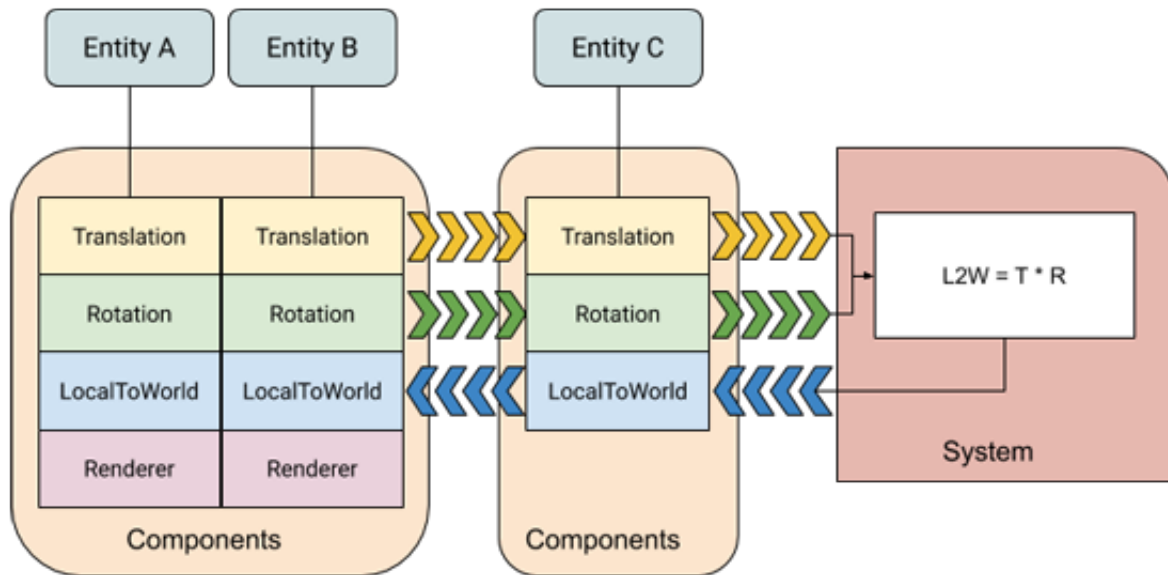 Entity A
Entity B
Entity C
Translation
Translation
Translation
Rotation
Rotation
Rotation
LocalToWorld
LocalToWorld
LocalToWorld
Renderer
Renderer
Components
Components
L2W = T * R
System